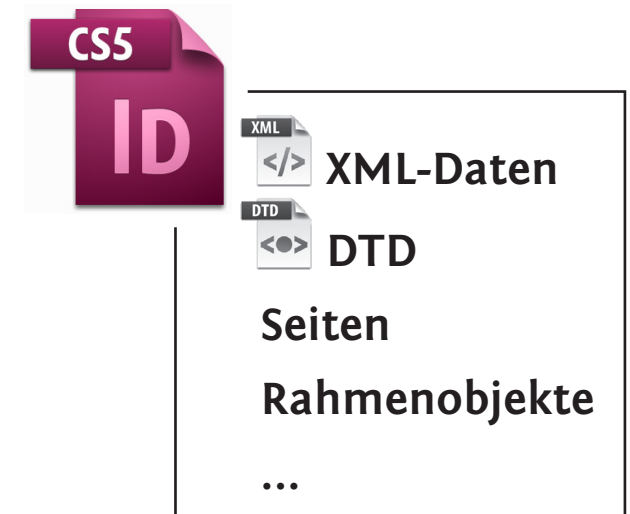 CS5
ID
XML
</>
XML-Daten
DTD
<●>
DTD
Seiten
Rahmenobjekte
...